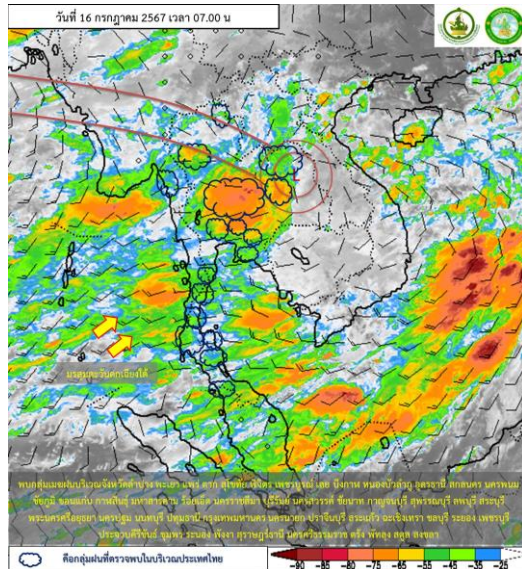 วันที่ 16 กรกฎาคม 2567 เวลา 07.00 น
มรสุมตะวันตกเฉียงใต้
พบกลุ่มเมฆฝนบริเวณจังหวัดลำปาง พะเยา แพร่ ตาก สุโขทัย พิจิตร เพชรบูรณ์ เลย บึงกาฬ หนองบัวลำภู อุดรธานี สกลนคร นครพนม
ชัยภูมิ ขอนแก่น กาฬสินธุ์ มหาสารคาม ร้อยเอ็ด นครราชสีมา บุรีรัมย์ นครสวรรค์ ชัยนาท กาญจนบุรี สุพรรณบุรี ลพบุรี สระบุรี
พระนครศรีอยุธยา นครปฐม นนทบุรี ปทุมธานี กรุงเทพมหานคร นครนายก ปราจีนบุรี สระแก้ว ฉะเชิงเทรา ชลบุรี ระยอง เพชรบุรี
ประจวบคีรีขันธ์ ชุมพร ระนอง พังงา สุราษฎร์ธานี นครศรีธรรมราช ตรัง พัทลุง สตูล สงขลา
คือกลุ่มฝนที่ตรวจพบในบริเวณประเทศไทย
-90 -80 -75 -65 -55 -45 -35 -25